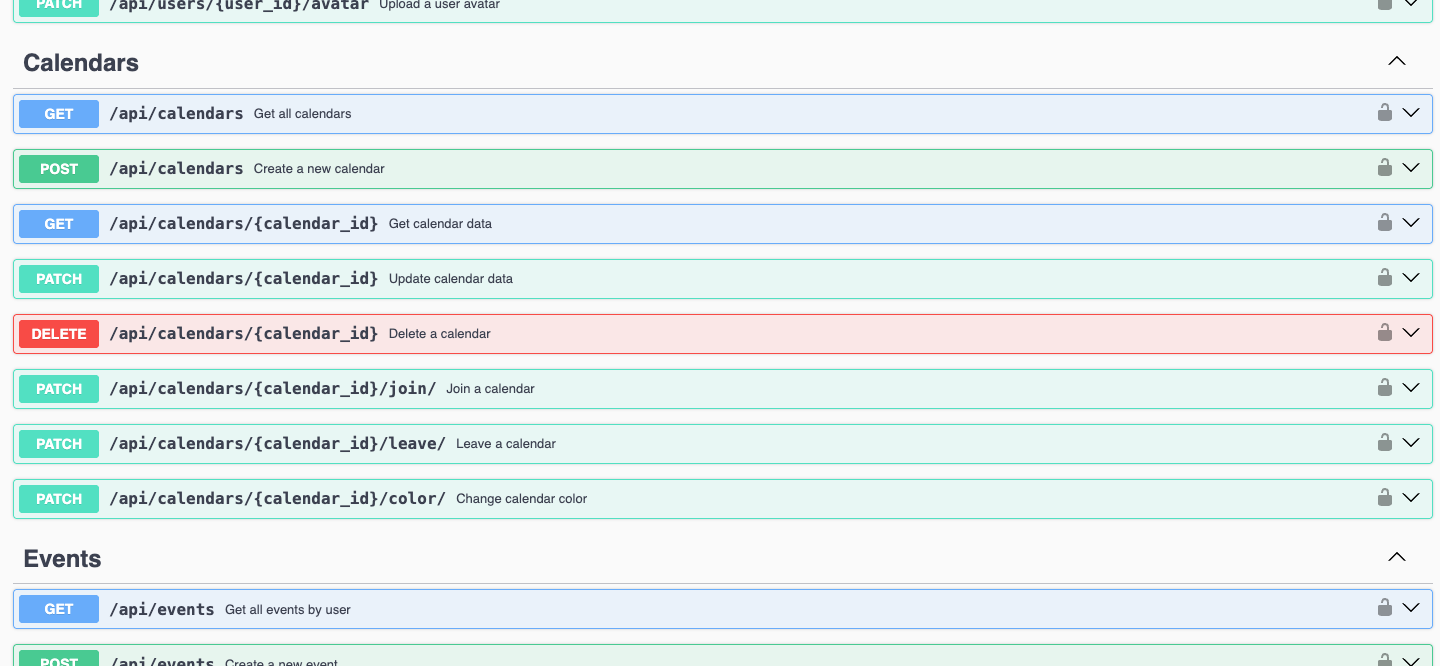 PATCH /api/users/{user_id}/avatar Upload a user avatar
Calendars
GET /api/calendars Get all calendars
POST /api/calendars Create a new calendar
GET /api/calendars/{calendar_id} Get calendar data
PATCH /api/calendars/{calendar_id} Update calendar data
DELETE /api/calendars/{calendar_id} Delete a calendar
PATCH /api/calendars/{calendar_id}/join/ Join a calendar
PATCH /api/calendars/{calendar_id}/leave/ Leave a calendar
PATCH /api/calendars/{calendar_id}/color/ Change calendar color
Events
GET /api/events Get all events by user
POST /api/events Create a new event